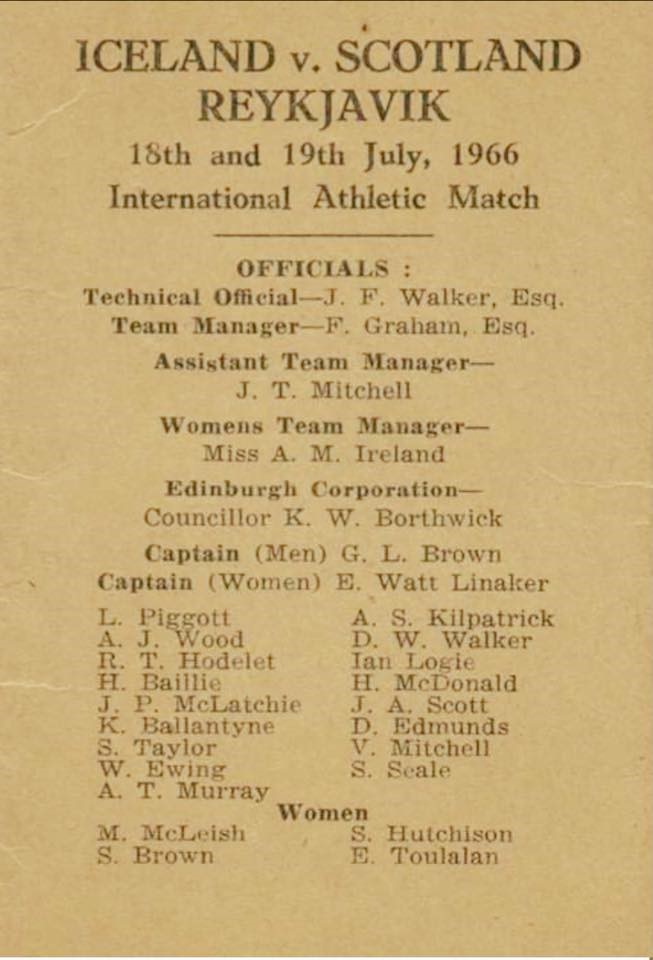 ICELAND v. SCOTLAND
REYKJAVIK
18th and 19th July, 1966
International Athletic Match
OFFICIALS :
Technical Official—J. F. Walker, Esq.
Team Manager—F. Graham, Esq.
Assistant Team Manager—
J. T. Mitchell
Womens Team Manager—
Miss A. M. Ireland
Edinburgh Corporation—
Councillor K. W. Borthwick
Captain (Men) G. L. Brown
Captain (Women) E. Watt Linaker
L. Piggott
A. J. Wood
R. T. Hodelet
H. Baillie
J. P. McLatchie
K. Ballantyne
S. Taylor
W. Ewing
A. T. Murray
A. S. Kilpatrick
D. W. Walker
Ian Logie
H. McDonald
J. A. Scott
D. Edmunds
V. Mitchell
S. Seale
Women
M. McLeish
S. Brown
S. Hutchison
E. Toulalan